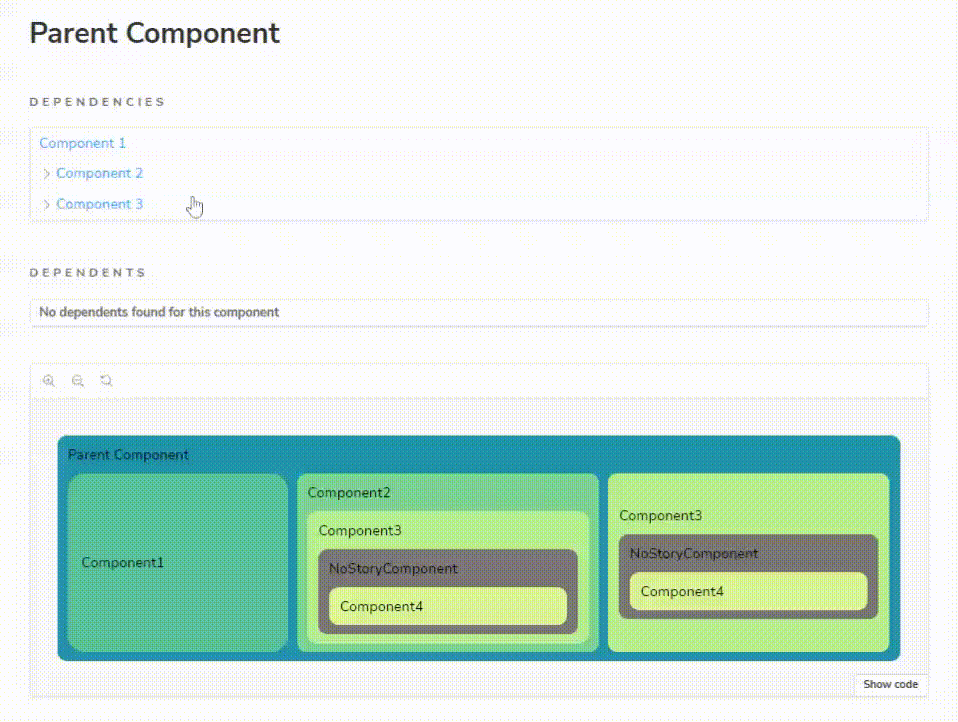 Parent Component
DEPENDENCIES
Component 1
Component 2
Component 3
DEPENDENTS
No dependents found for this component
Parent Component
Component1
Component2
Component3
NoStoryComponent
Component4
Component3
NoStoryComponent
Component4
Show code